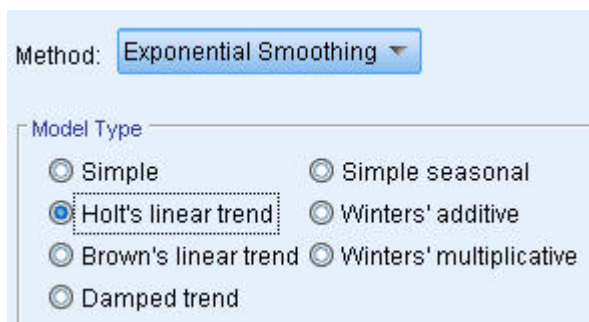 Method: Exponential Smoothing
Model Type
Simple
Simple seasonal
Holt's linear trend
Winters' additive
Brown's linear trend
Winters' multiplicative
Damped trend